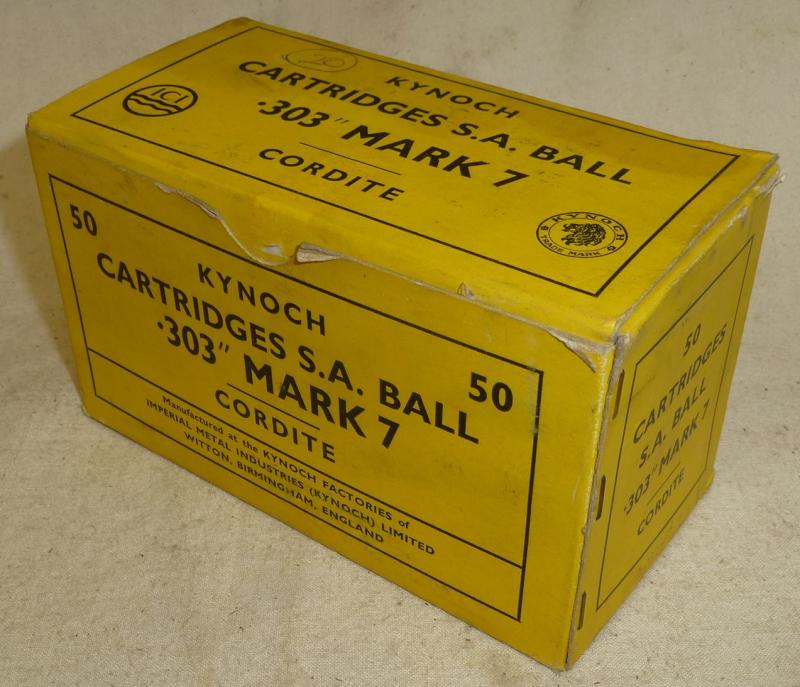 20
KYNOCH
CARTRIDGES S.A. BALL
·303" MARK 7
CORDITE
ICI
KYNOCH
TRADE MARK
50
KYNOCH
CARTRIDGES S.A. BALL
·303" MARK 7
50
CORDITE
Manufactured at the KYNOCH FACTORIES of
IMPERIAL METAL INDUSTRIES (KYNOCH) LIMITED
WITTON, BIRMINGHAM, ENGLAND
50
CARTRIDGES
S.A. BALL
·303" MARK 7
CORDITE